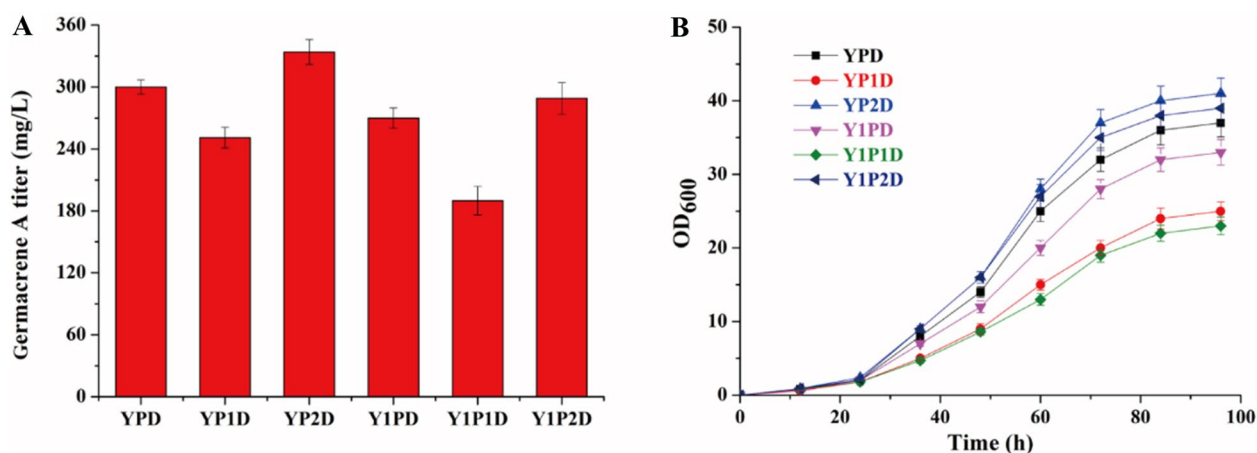 A
Germacrene A titer (mg/L)
360
300
240
180
120
60
0
YPD YP1D YP2D Y1PD Y1P1D Y1P2D
B
OD600
50
40
30
20
10
0
YPD
YP1D
YP2D
Y1PD
Y1P1D
Y1P2D
0 20 40 60 80 100
Time (h)